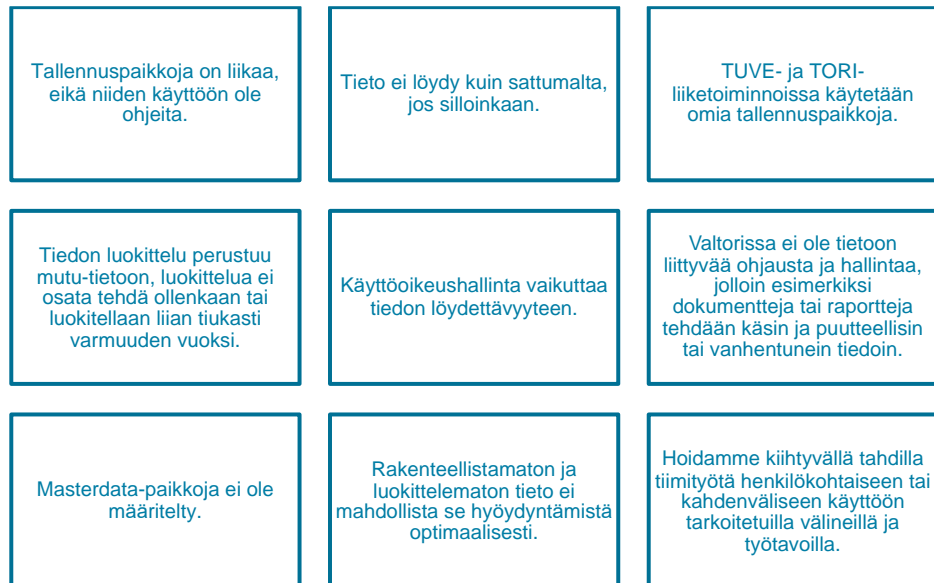 Tallennuspaikkoja on liikaa,
eikä niiden käyttöön ole
ohjeita.
Tieto ei löydy kuin sattumalta,
jos silloinkaan.
TUVE- ja TORI-
liiketoiminnoissa käytetään
omia tallennuspaikkoja.
Tiedon luokittelu perustuu
mutu-tietoon, luokittelua ei
osata tehdä ollenkaan tai
luokitellaan liian tiukasti
varmuuden vuoksi.
Käyttöoikeushallinta vaikuttaa
tiedon löydettävyyteen.
Valtorissa ei ole tietoon
liittyvää ohjausta ja hallintaa,
jolloin esimerkiksi
dokumentteja tai raportteja
tehdään käsin ja puutteellisin
tai vanhentunein tiedoin.
Masterdata-paikkoja ei ole
määritelty.
Rakenteellistamaton ja
luokittelematon tieto ei
mahdollista se hyödyntämistä
optimaalisesti.
Hoidamme kiihtyvällä tahdilla
tiimityötä henkilökohtaiseen tai
kahdenväliseen käyttöön
tarkoitetuilla välineillä ja
työtavoilla.